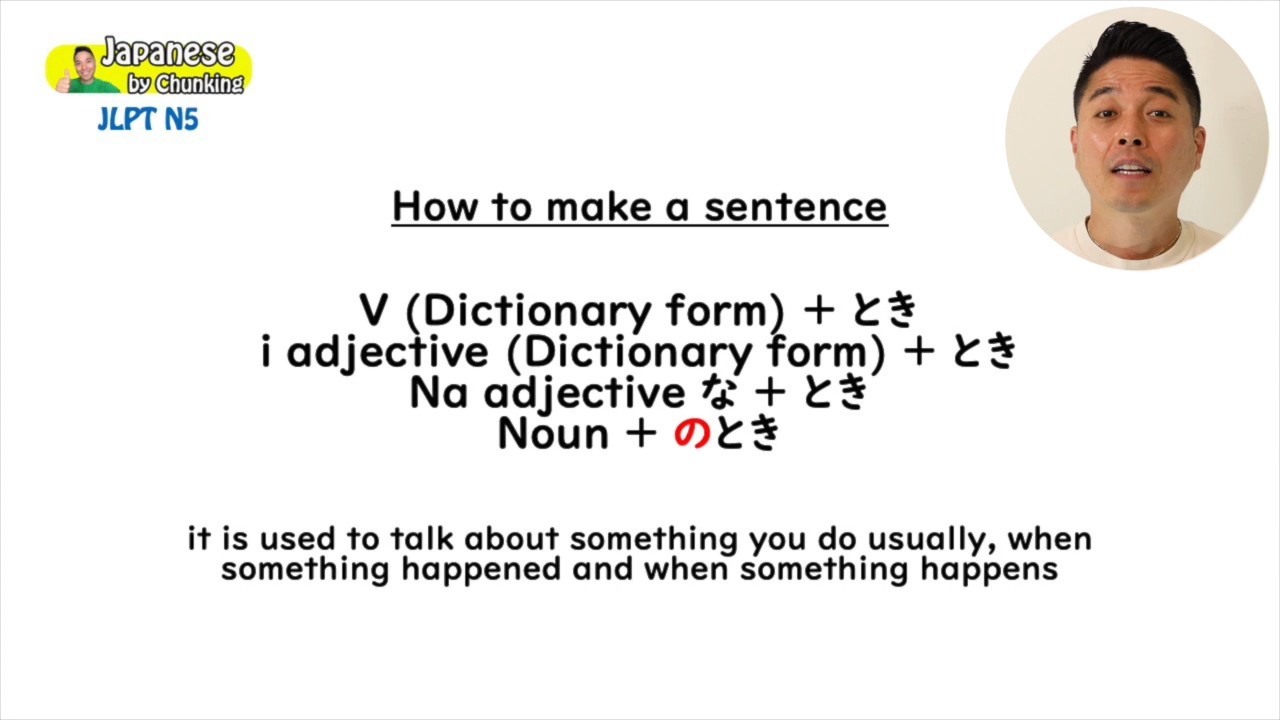 Japanese
by Chunking
JLPT N5
How to make a sentence
V (Dictionary form) + とき
i adjective (Dictionary form) + とき
Na adjective な + とき
Noun + のとき
it is used to talk about something you do usually, when
something happened and when something happens